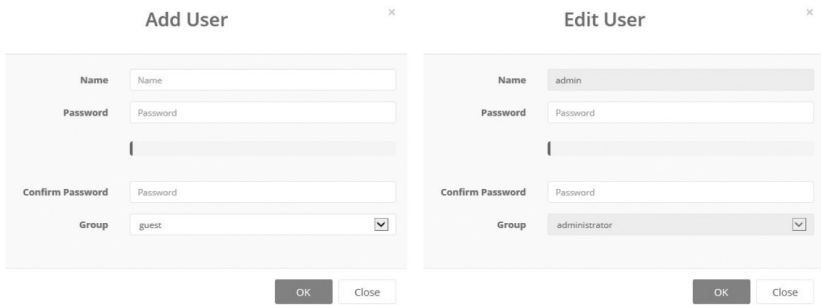 Add User
×
Name
Name
Password
Password
Confirm Password
Password
Group
guest
OK
Close
Edit User
×
Name
admin
Password
Password
Confirm Password
Password
Group
administrator
OK
Close